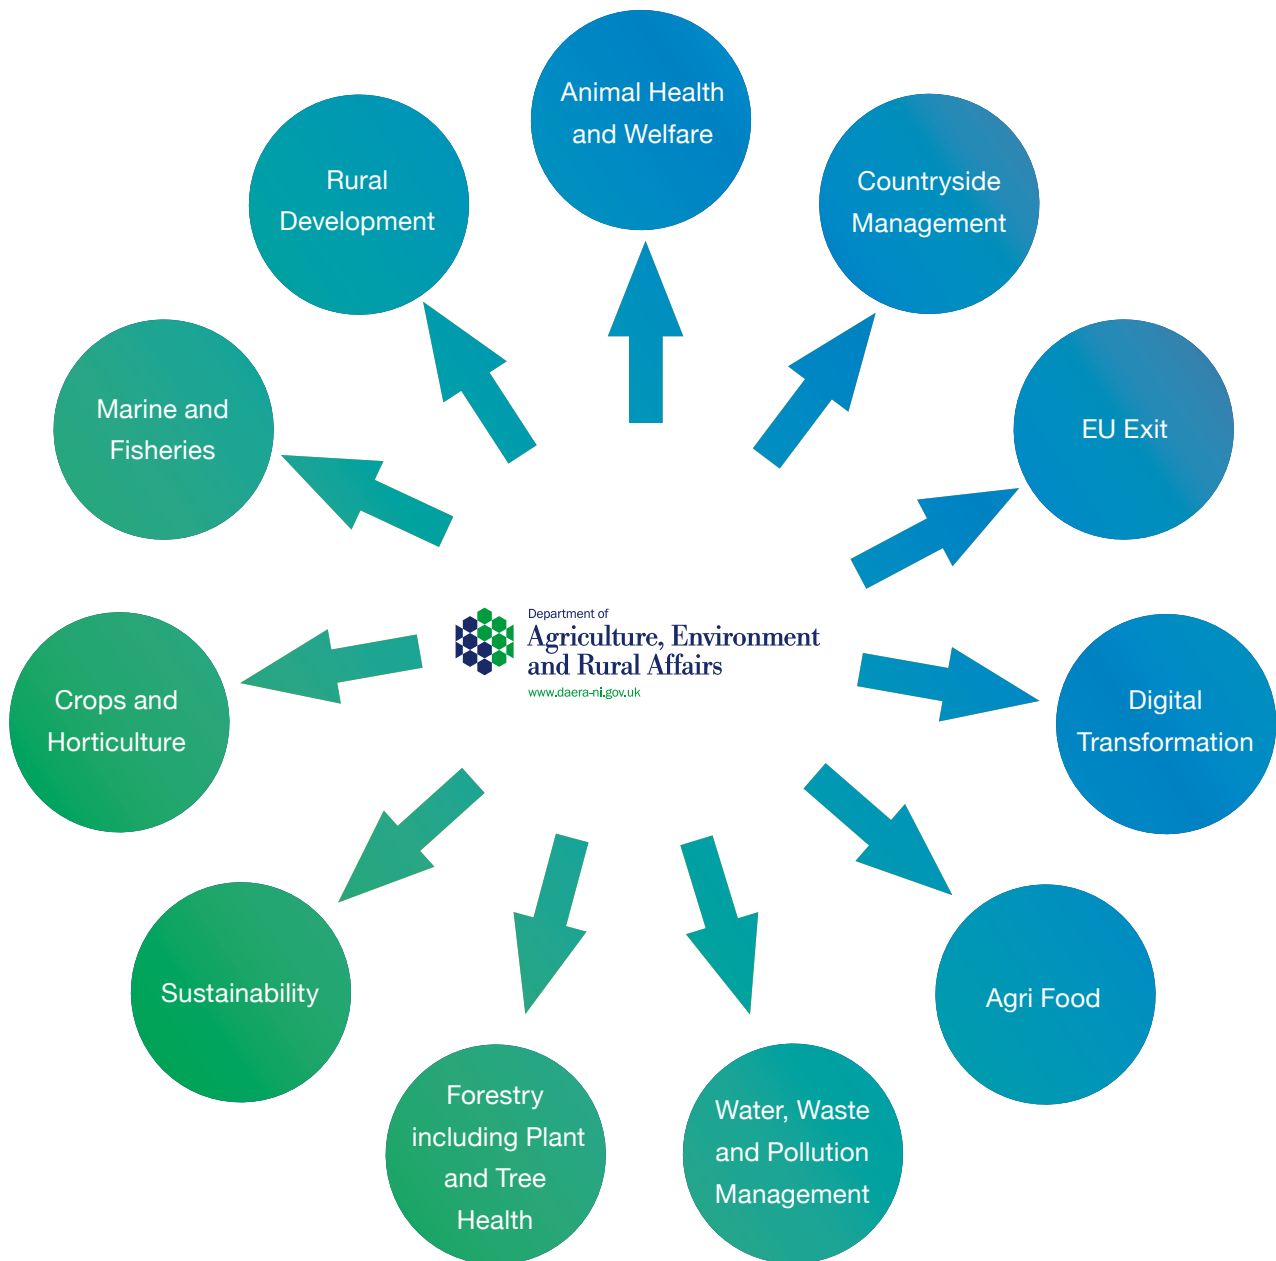 Animal Health
and Welfare
Countryside
Management
EU Exit
Digital
Transformation
Agri Food
Water, Waste
and Pollution
Management
Forestry
including Plant
and Tree
Health
Sustainability
Crops and
Horticulture
Marine and
Fisheries
Rural
Development
Department of
Agriculture, Environment
and Rural Affairs
www.daera-ni.gov.uk